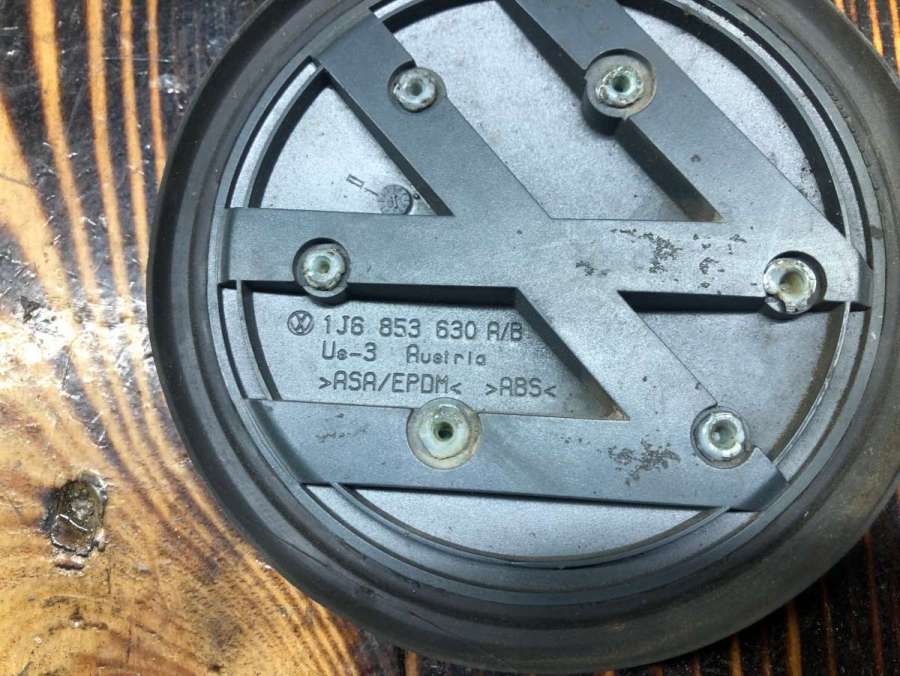 1J6 853 630 A/B
Us-3 Austria
>ASA/EPDM< >ABS<